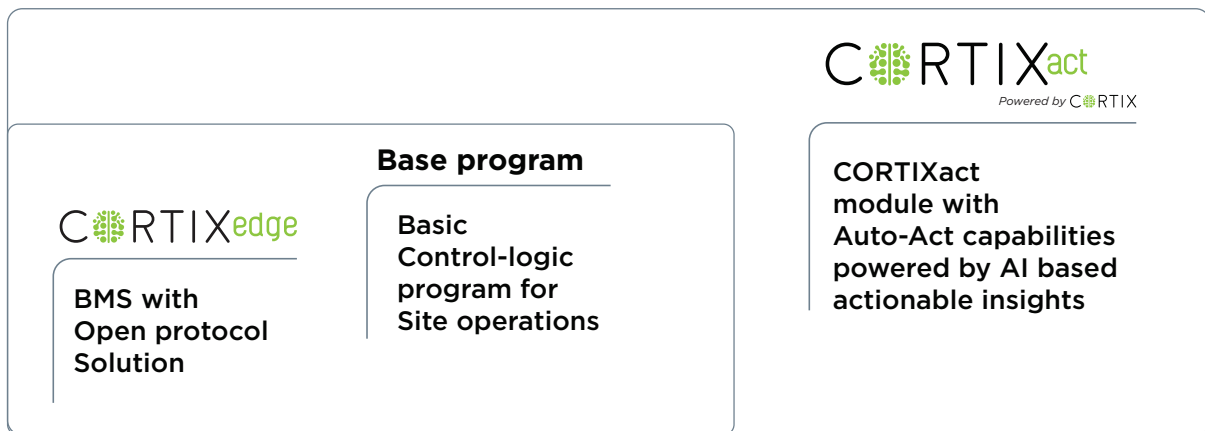 CORTIXedge
BMS with
Open protocol
Solution
Base program
Basic
Control-logic
program for
Site operations
CORTIXact
Powered by CORTIX
CORTIXact
module with
Auto-Act capabilities
powered by AI based
actionable insights